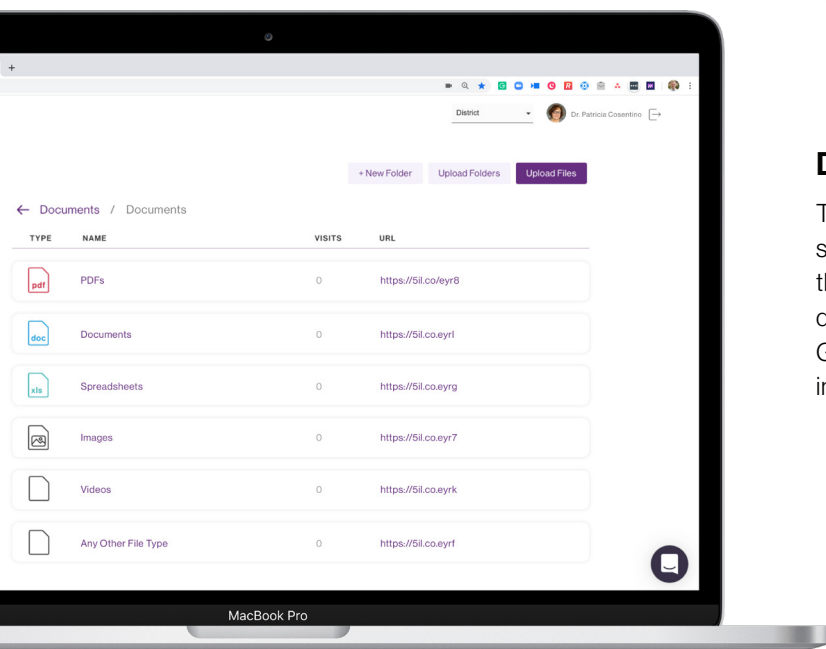 +
District
Dr. Patricia Cosentino
+ New Folder
Upload Folders
Upload Files
← Documents / Documents
TYPE NAME VISITS URL
pdf PDFs 0 https://5il.co/eyr8
doc Documents 0 https://5il.co.eyrl
xls Spreadsheets 0 https://5il.co.eyrg
Images 0 https://5il.co.eyr7
Videos 0 https://5il.co.eyrk
Any Other File Type 0 https://5il.co.eyrf
MacBook Pro